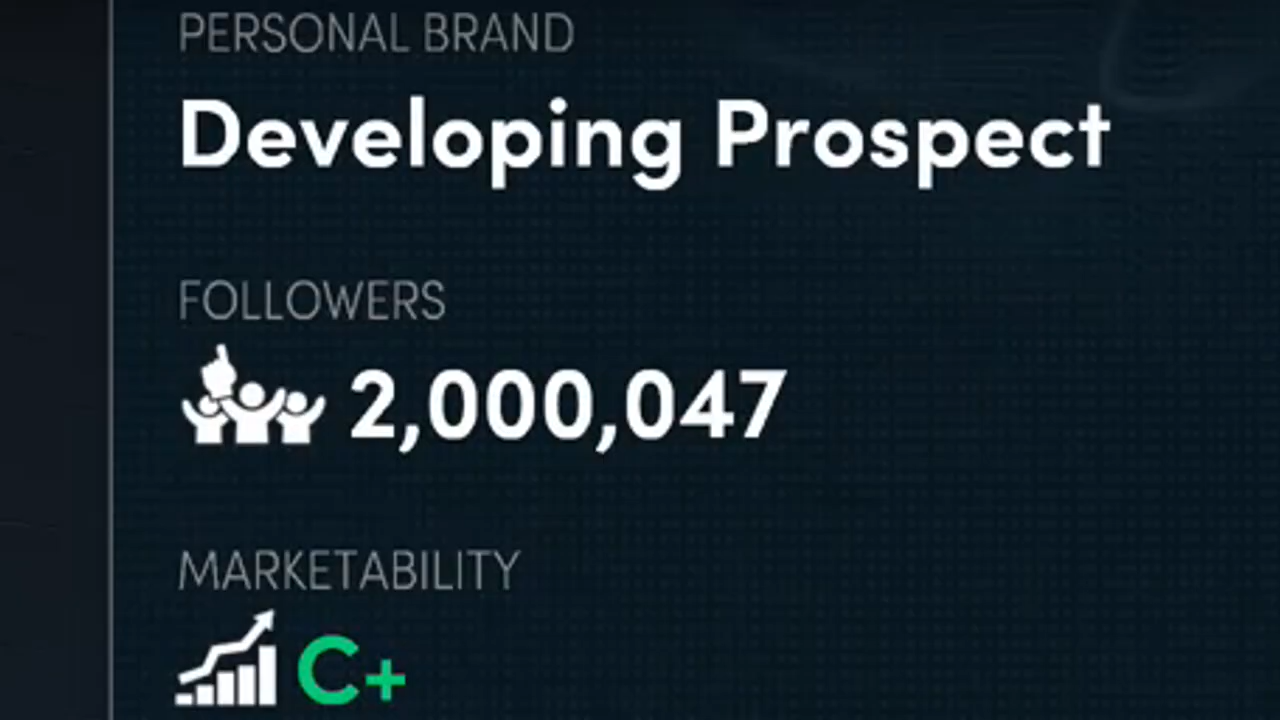 PERSONAL BRAND
Developing Prospect
FOLLOWERS
2,000,047
MARKETABILITY
C+